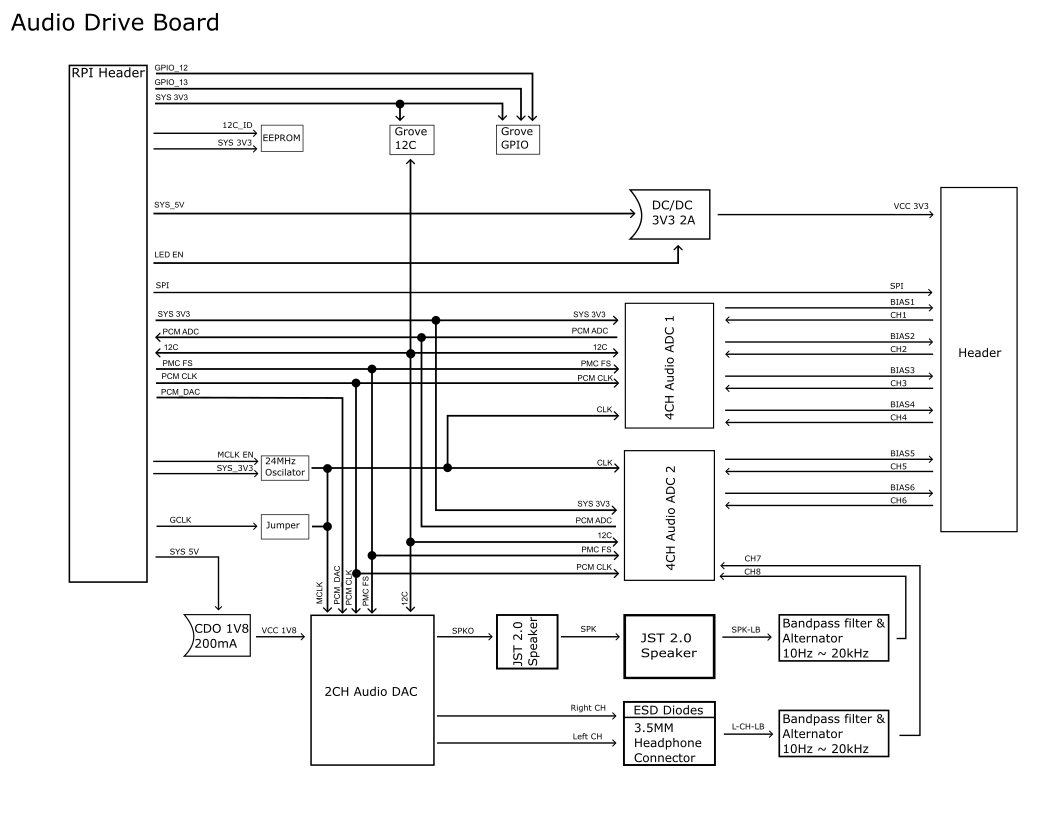 Audio Drive Board
RPI Header
GPIO_12
GPIO_13
SYS 3V3
12C_ID
SYS 3V3
EEPROM
Grove
12C
Grove
GPIO
SYS_5V
DC/DC
3V3 2A
VCC 3V3
LED EN
SPI
SPI
Header
SYS 3V3
PCM ADC
12C
PMC FS
PCM CLK
PCM_DAC
SYS 3V3
PCM ADC
12C
PMC FS
PCM CLK
CLK
4CH Audio ADC 1
BIAS1
CH1
BIAS2
CH2
BIAS3
CH3
BIAS4
CH4
MCLK EN
SYS_3V3
24MHz
Oscilator
GCLK
Jumper
SYS 5V
CLK
SYS 3V3
PCM ADC
12C
PMC FS
PCM CLK
4CH Audio ADC 2
BIAS5
CH5
BIAS6
CH6
CH7
CH8
MCLK
PCM_DAC
PCM CLK
PMC FS
12C
CDO 1V8
200mA
VCC 1V8
2CH Audio DAC
SPKO
JST 2.0
Speaker
SPK
JST 2.0
Speaker
SPK-LB
Bandpass filter &
Alternator
10Hz ~ 20kHz
Right CH
Left CH
ESD Diodes
3.5MM
Headphone
Connector
L-CH-LB
Bandpass filter &
Alternator
10Hz ~ 20kHz